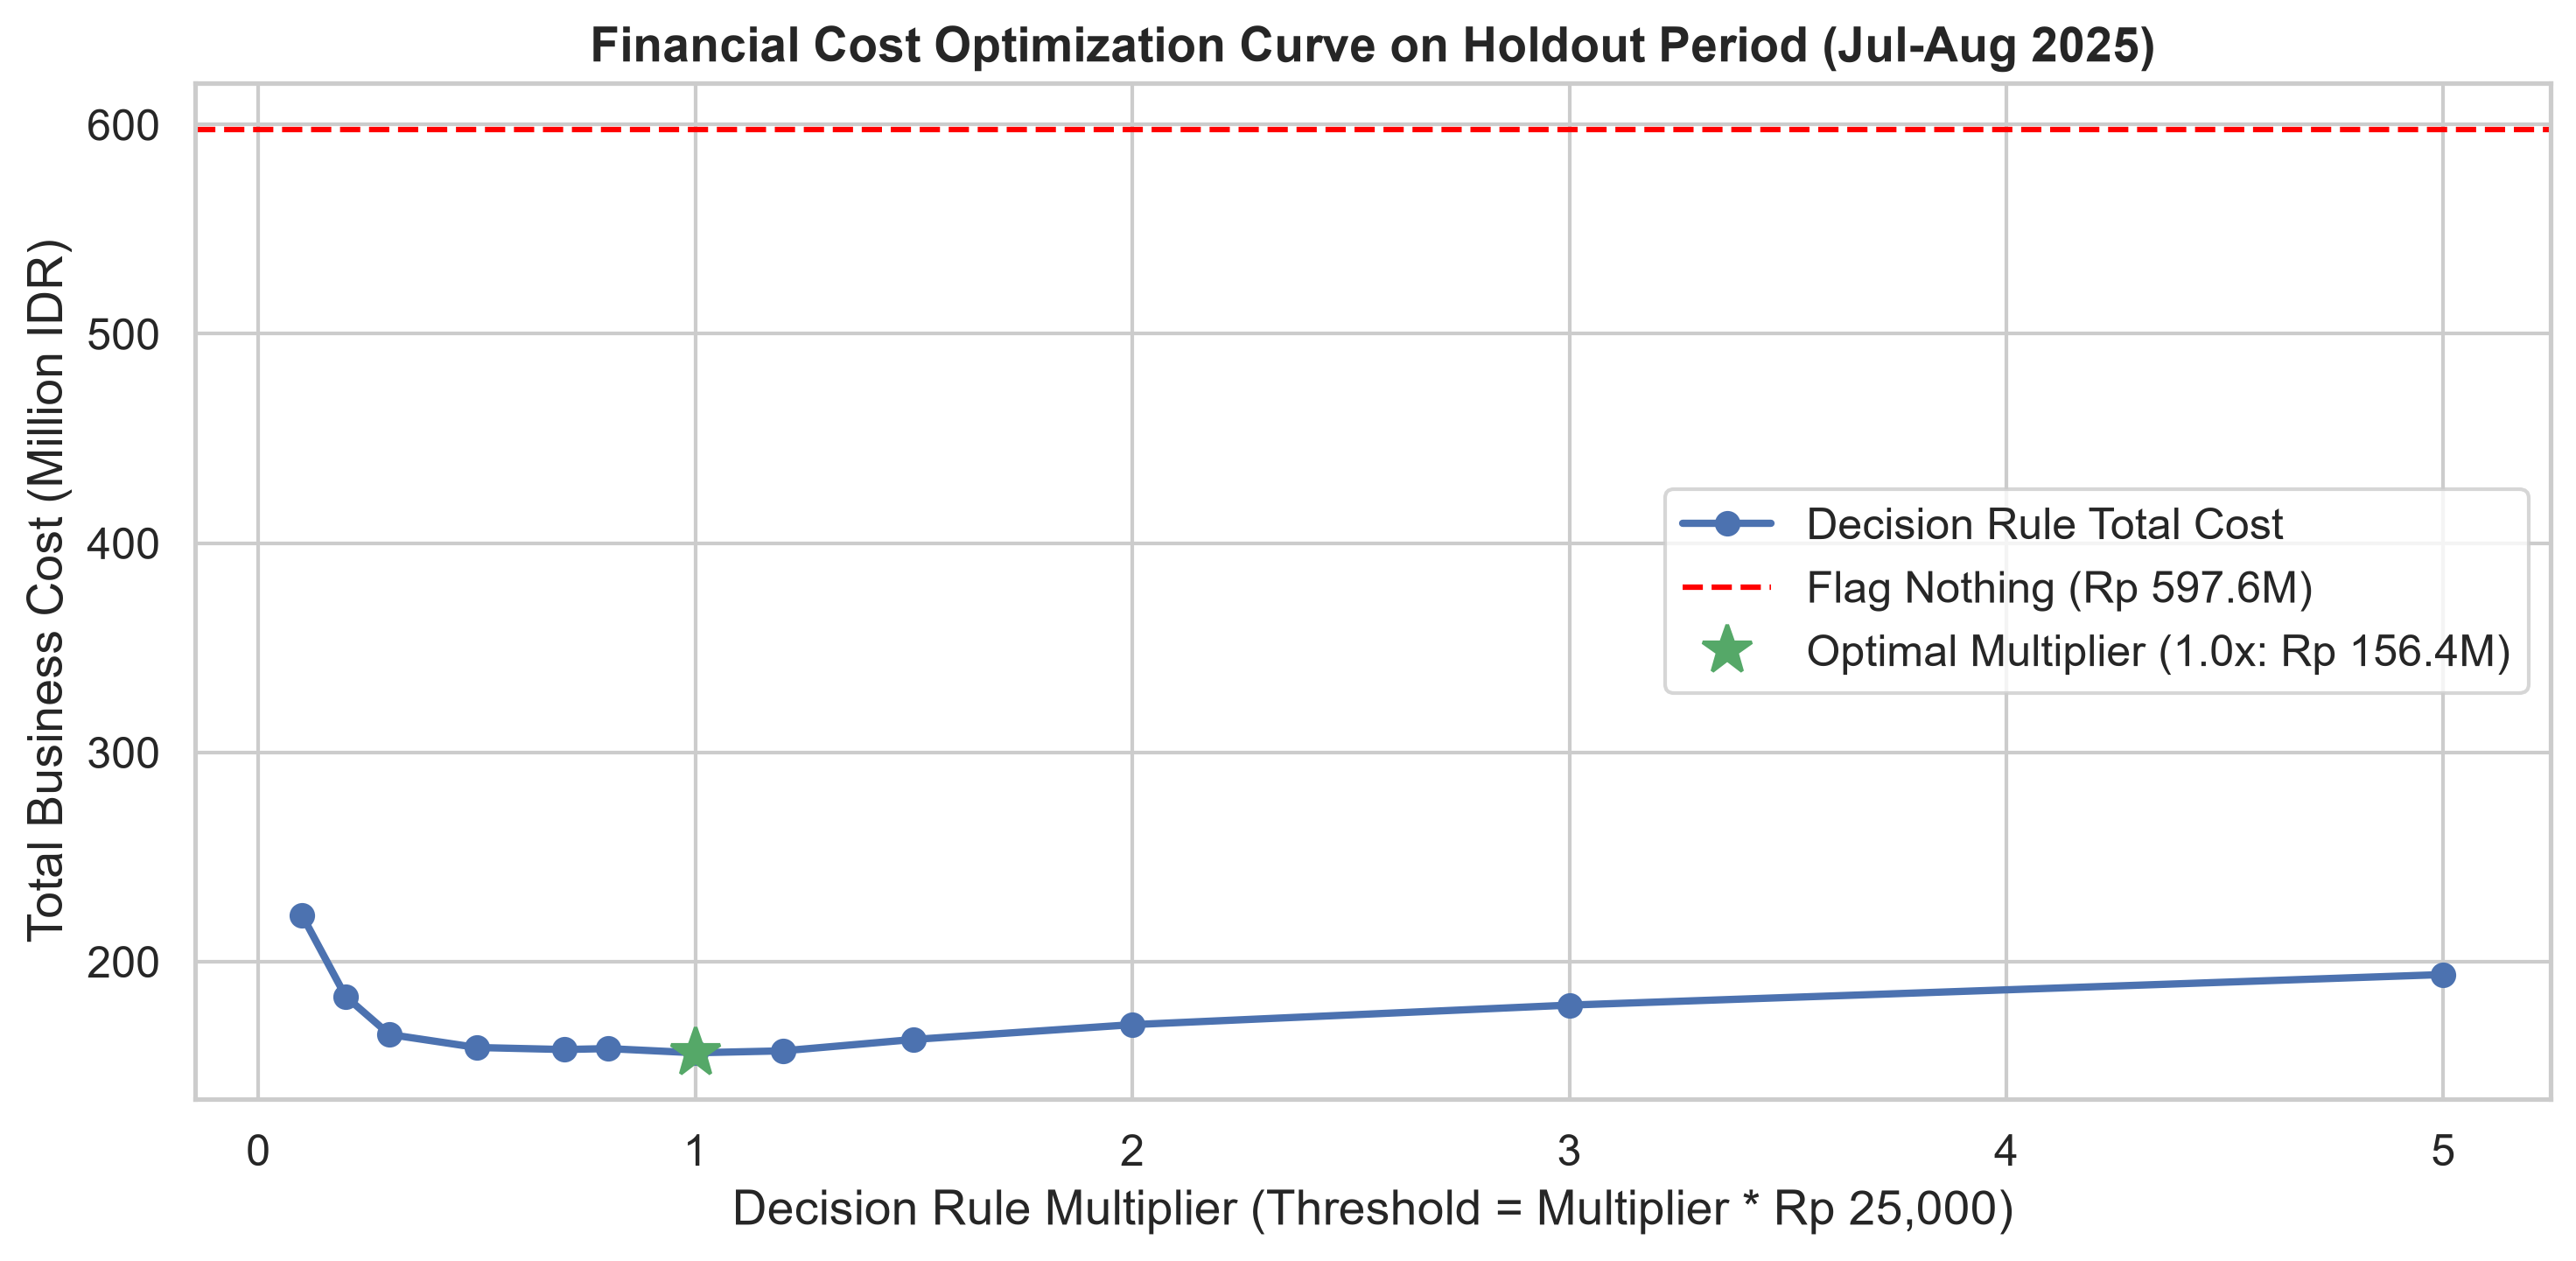 Financial Cost Optimization Curve on Holdout Period (Jul-Aug 2025)
Total Business Cost (Million IDR)
600
500
400
300
200
Decision Rule Total Cost
Flag Nothing (Rp 597.6M)
Optimal Multiplier (1.0x: Rp 156.4M)
0 1 2 3 4 5
Decision Rule Multiplier (Threshold = Multiplier * Rp 25,000)